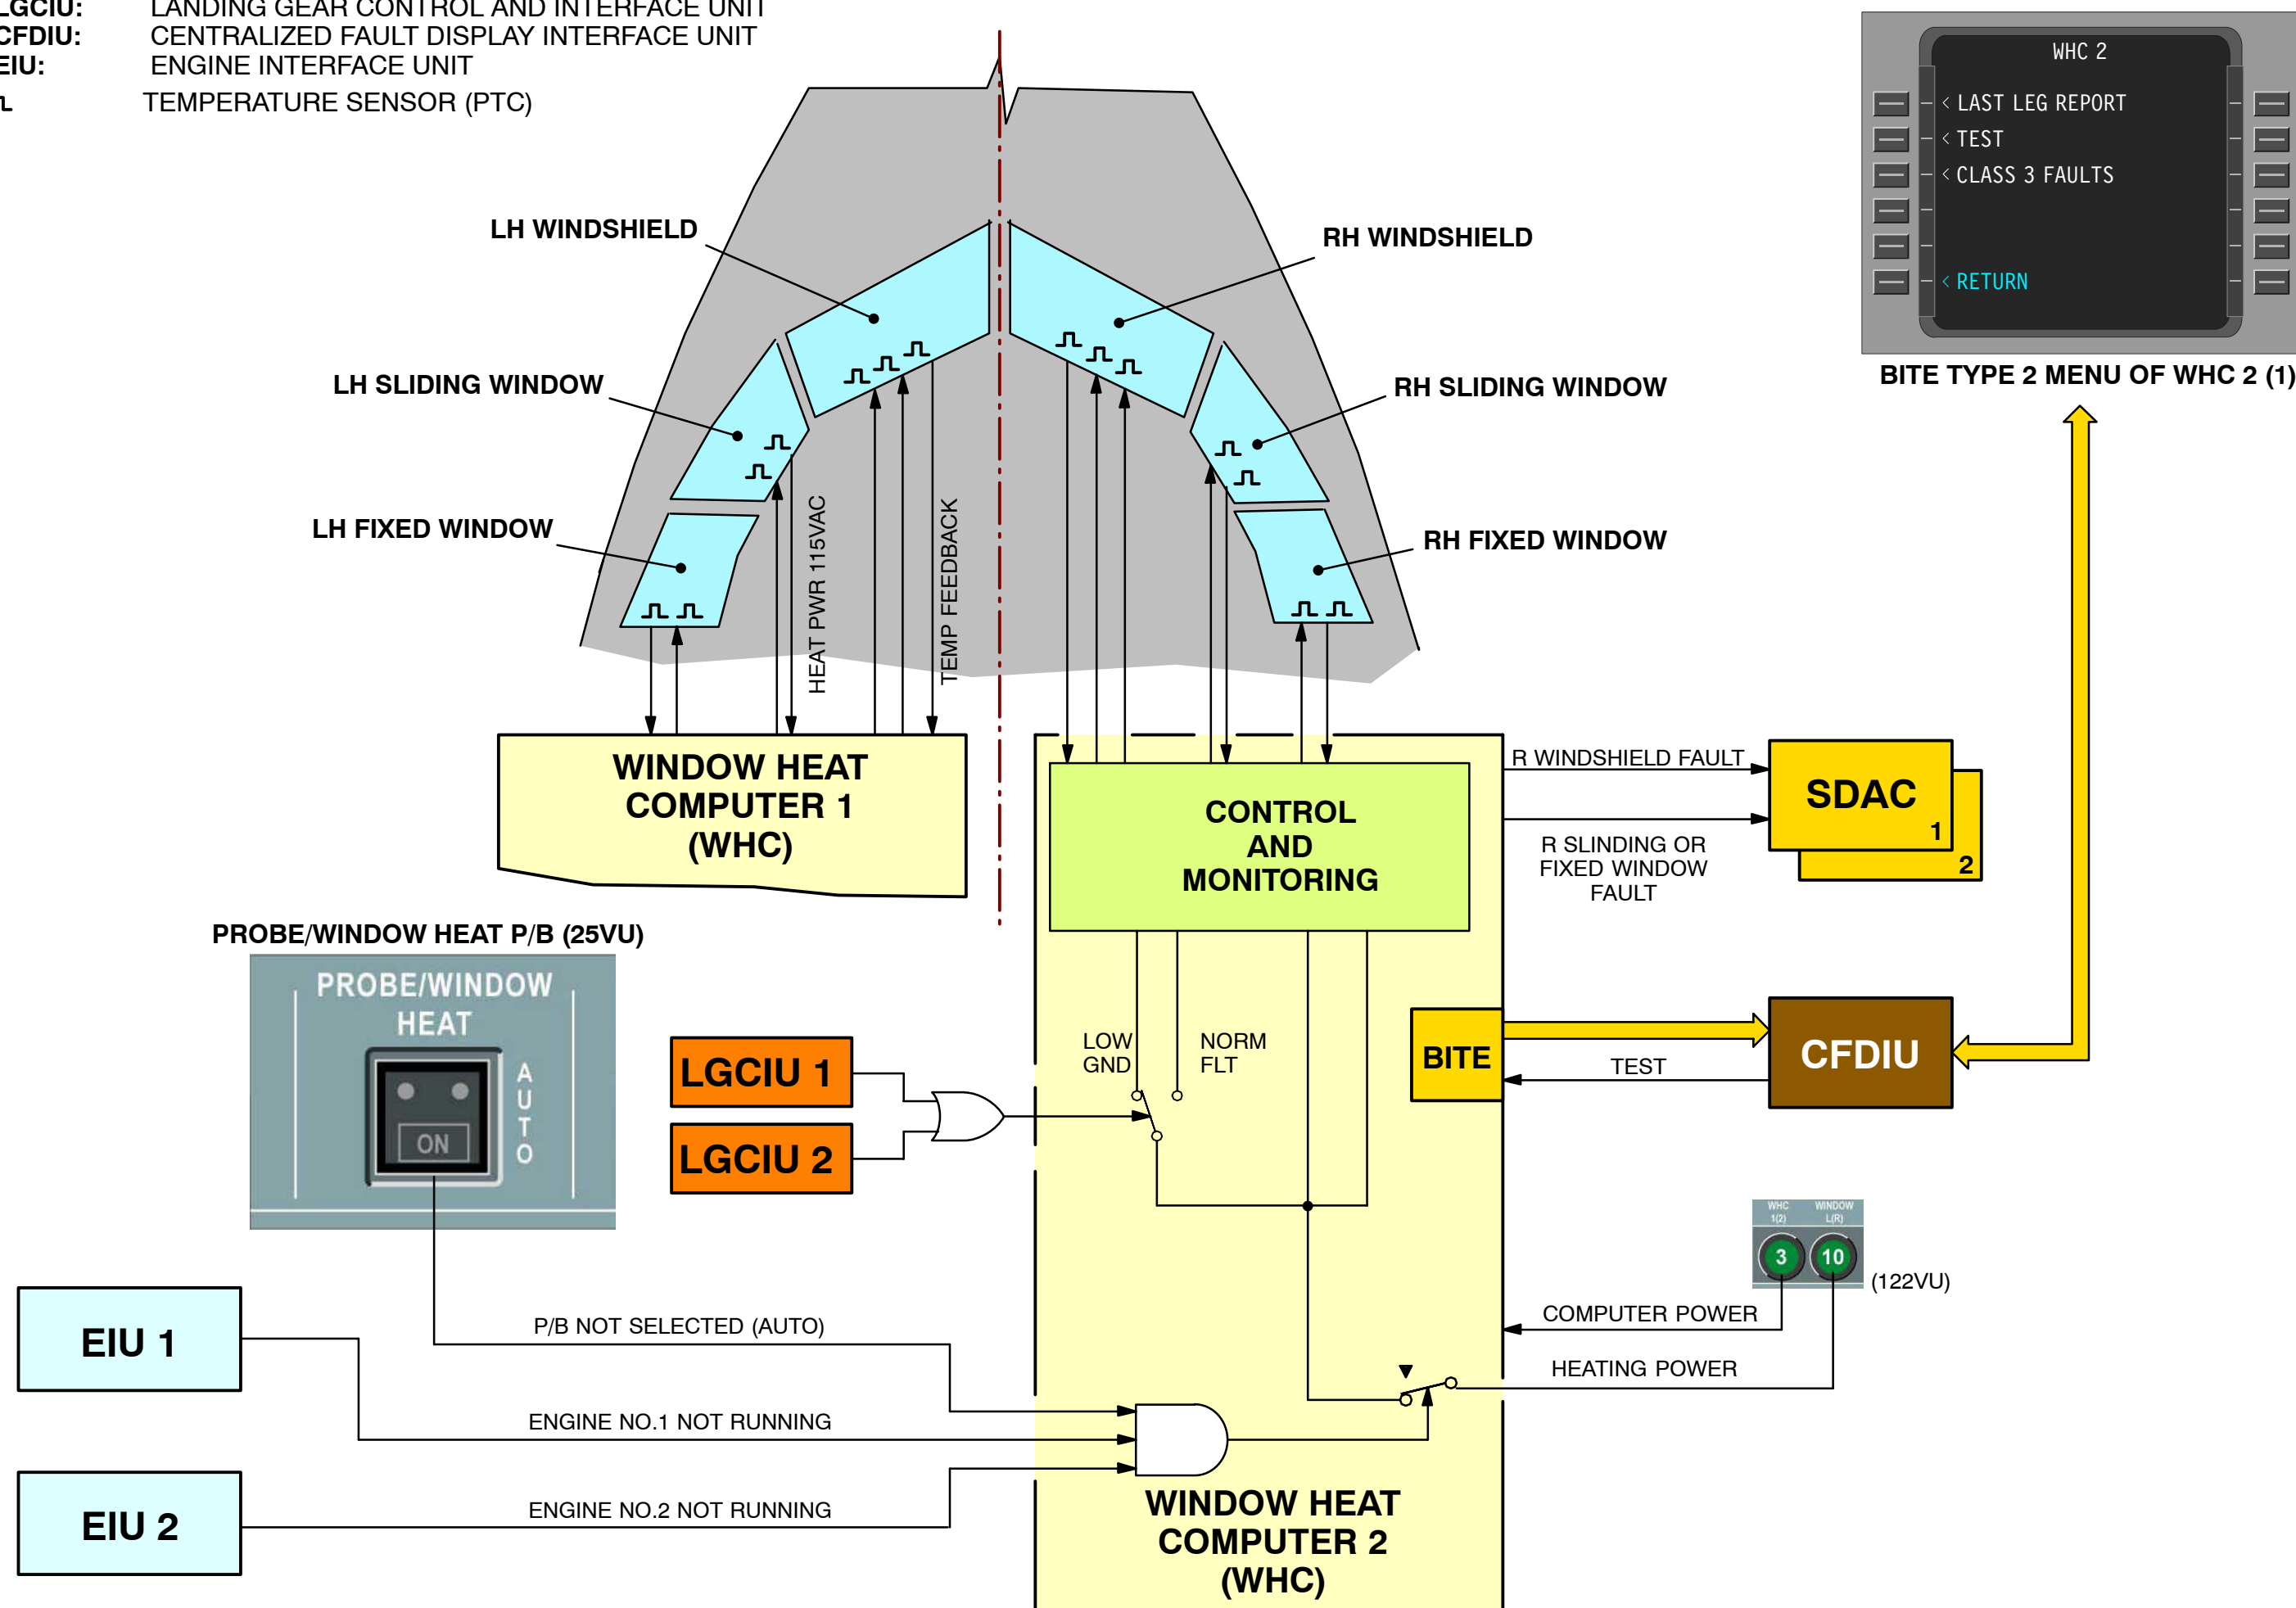 LGCIU: LANDING GEAR CONTROL AND INTERFACE UNIT
CFDIU: CENTRALIZED FAULT DISPLAY INTERFACE UNIT
EIU: ENGINE INTERFACE UNIT
TEMPERATURE SENSOR (PTC)
WHC 2
< LAST LEG REPORT
< TEST
< CLASS 3 FAULTS
< RETURN
BITE TYPE 2 MENU OF WHC 2 (1)
LH WINDSHIELD
RH WINDSHIELD
LH SLIDING WINDOW
RH SLIDING WINDOW
LH FIXED WINDOW
RH FIXED WINDOW
HEAT PWR 115VAC
TEMP FEEDBACK
WINDOW HEAT
COMPUTER 1
(WHC)
CONTROL
AND
MONITORING
R WINDSHIELD FAULT
R SLINDING OR
FIXED WINDOW
FAULT
SDAC
1
2
PROBE/WINDOW HEAT P/B (25VU)
PROBE/WINDOW
HEAT
ON
AUTO
LGCIU 1
LGCIU 2
LOW
GND
NORM
FLT
BITE
TEST
CFDIU
WHC
1(2)
WINDOW
L(R)
3
10
(122VU)
COMPUTER POWER
HEATING POWER
EIU 1
P/B NOT SELECTED (AUTO)
ENGINE NO.1 NOT RUNNING
EIU 2
ENGINE NO.2 NOT RUNNING
WINDOW HEAT
COMPUTER 2
(WHC)